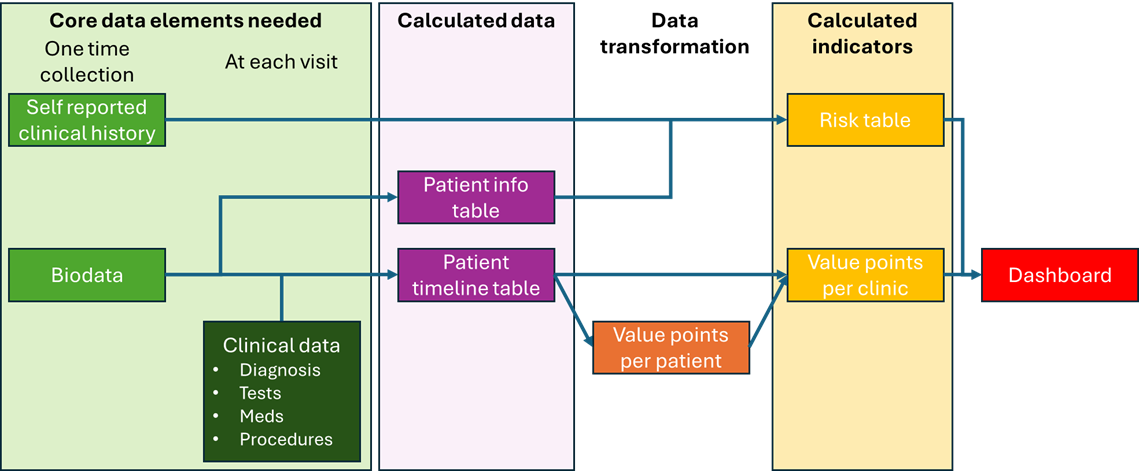 Core data elements needed
One time
collection
At each visit
Self reported
clinical history
Biodata
Clinical data
• Diagnosis
• Tests
• Meds
• Procedures
Calculated data
Patient info
table
Patient
timeline table
Data
transformation
Value points
per patient
Calculated
indicators
Risk table
Value points
per clinic
Dashboard